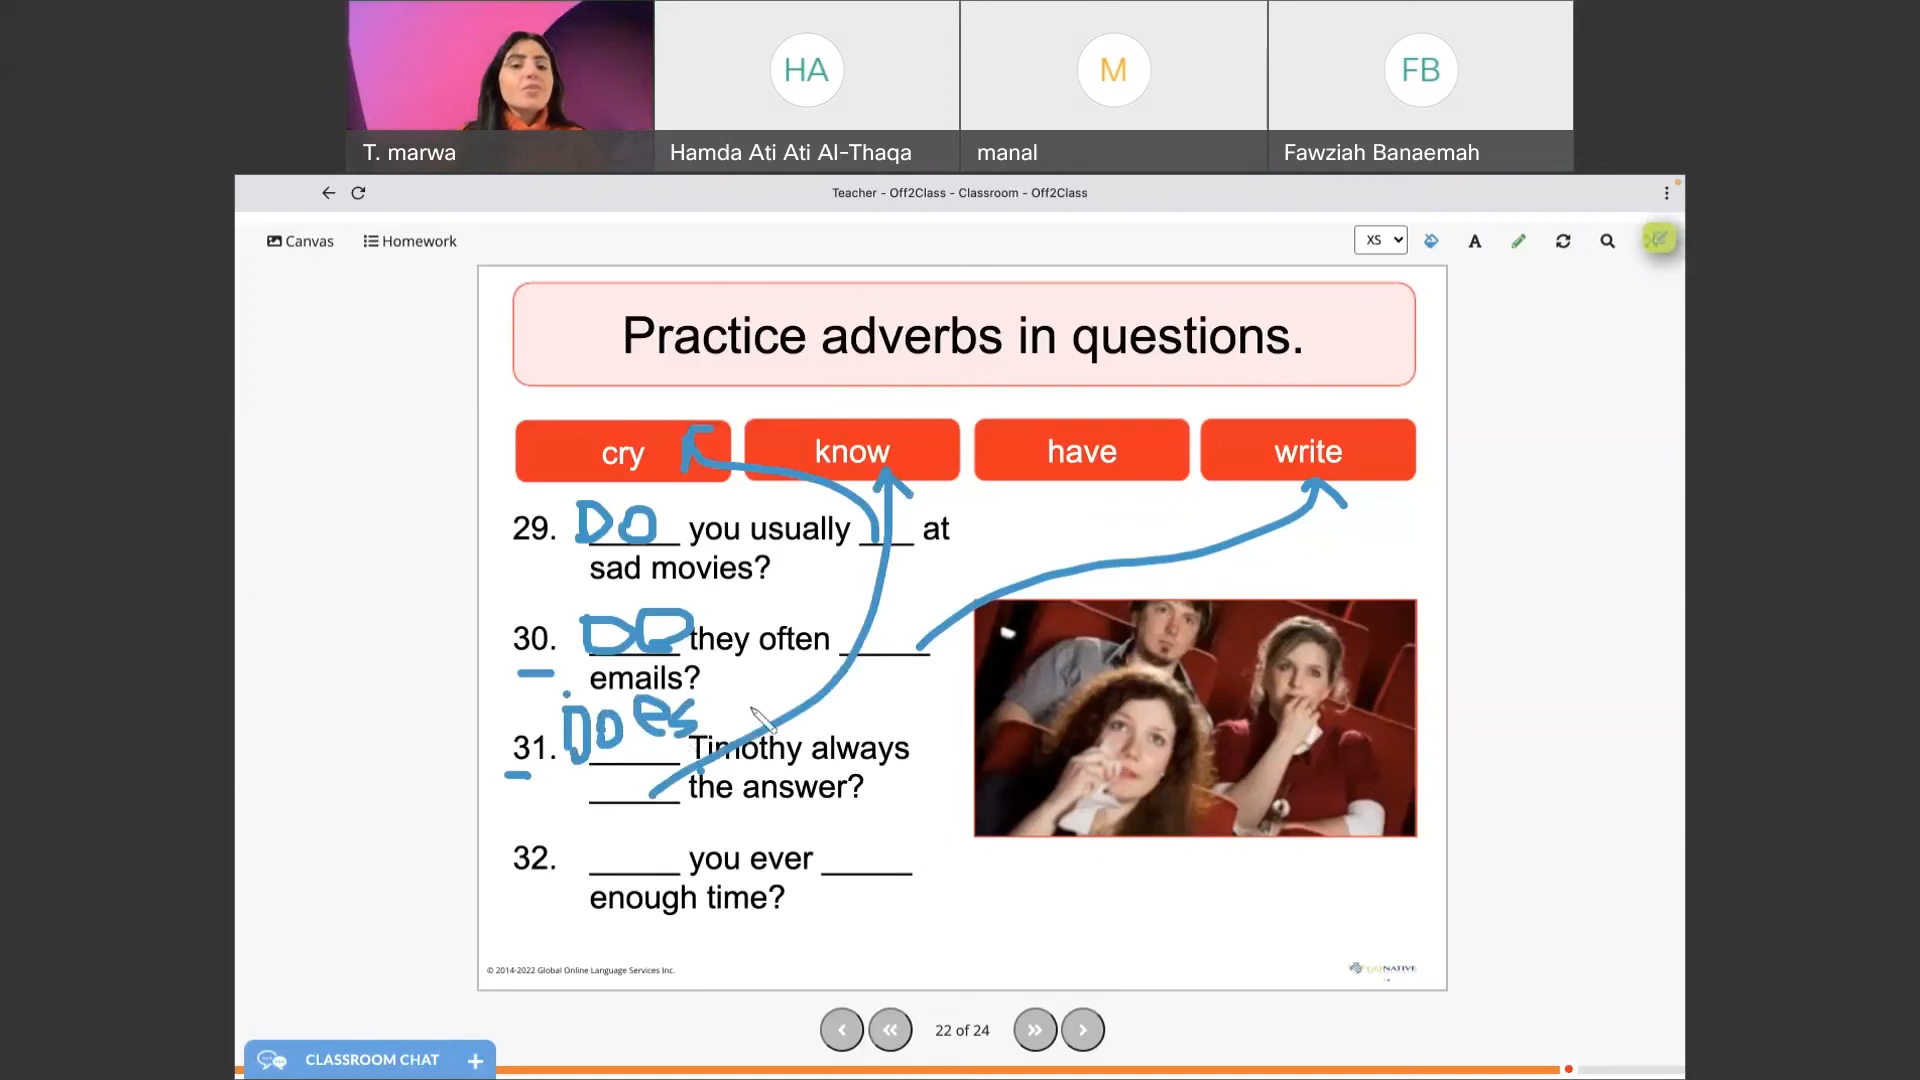 HA
M
FB
T. marwa
Hamda Ati Ati Al-Thaqa
manal
Fawziah Banaemah
Teacher - Off2Class - Classroom - Off2Class
Canvas
Homework
XS
A
Practice adverbs in questions.
cry
know
have
write
29. DO you usually ___ at
sad movies?
30. DO they often _____
emails?
31. Does Timothy always
_____ the answer?
32. _____ you ever _____
enough time?
© 2014-2022 Global Online Language Services Inc.
GONATIVE
22 of 24
CLASSROOM CHAT +